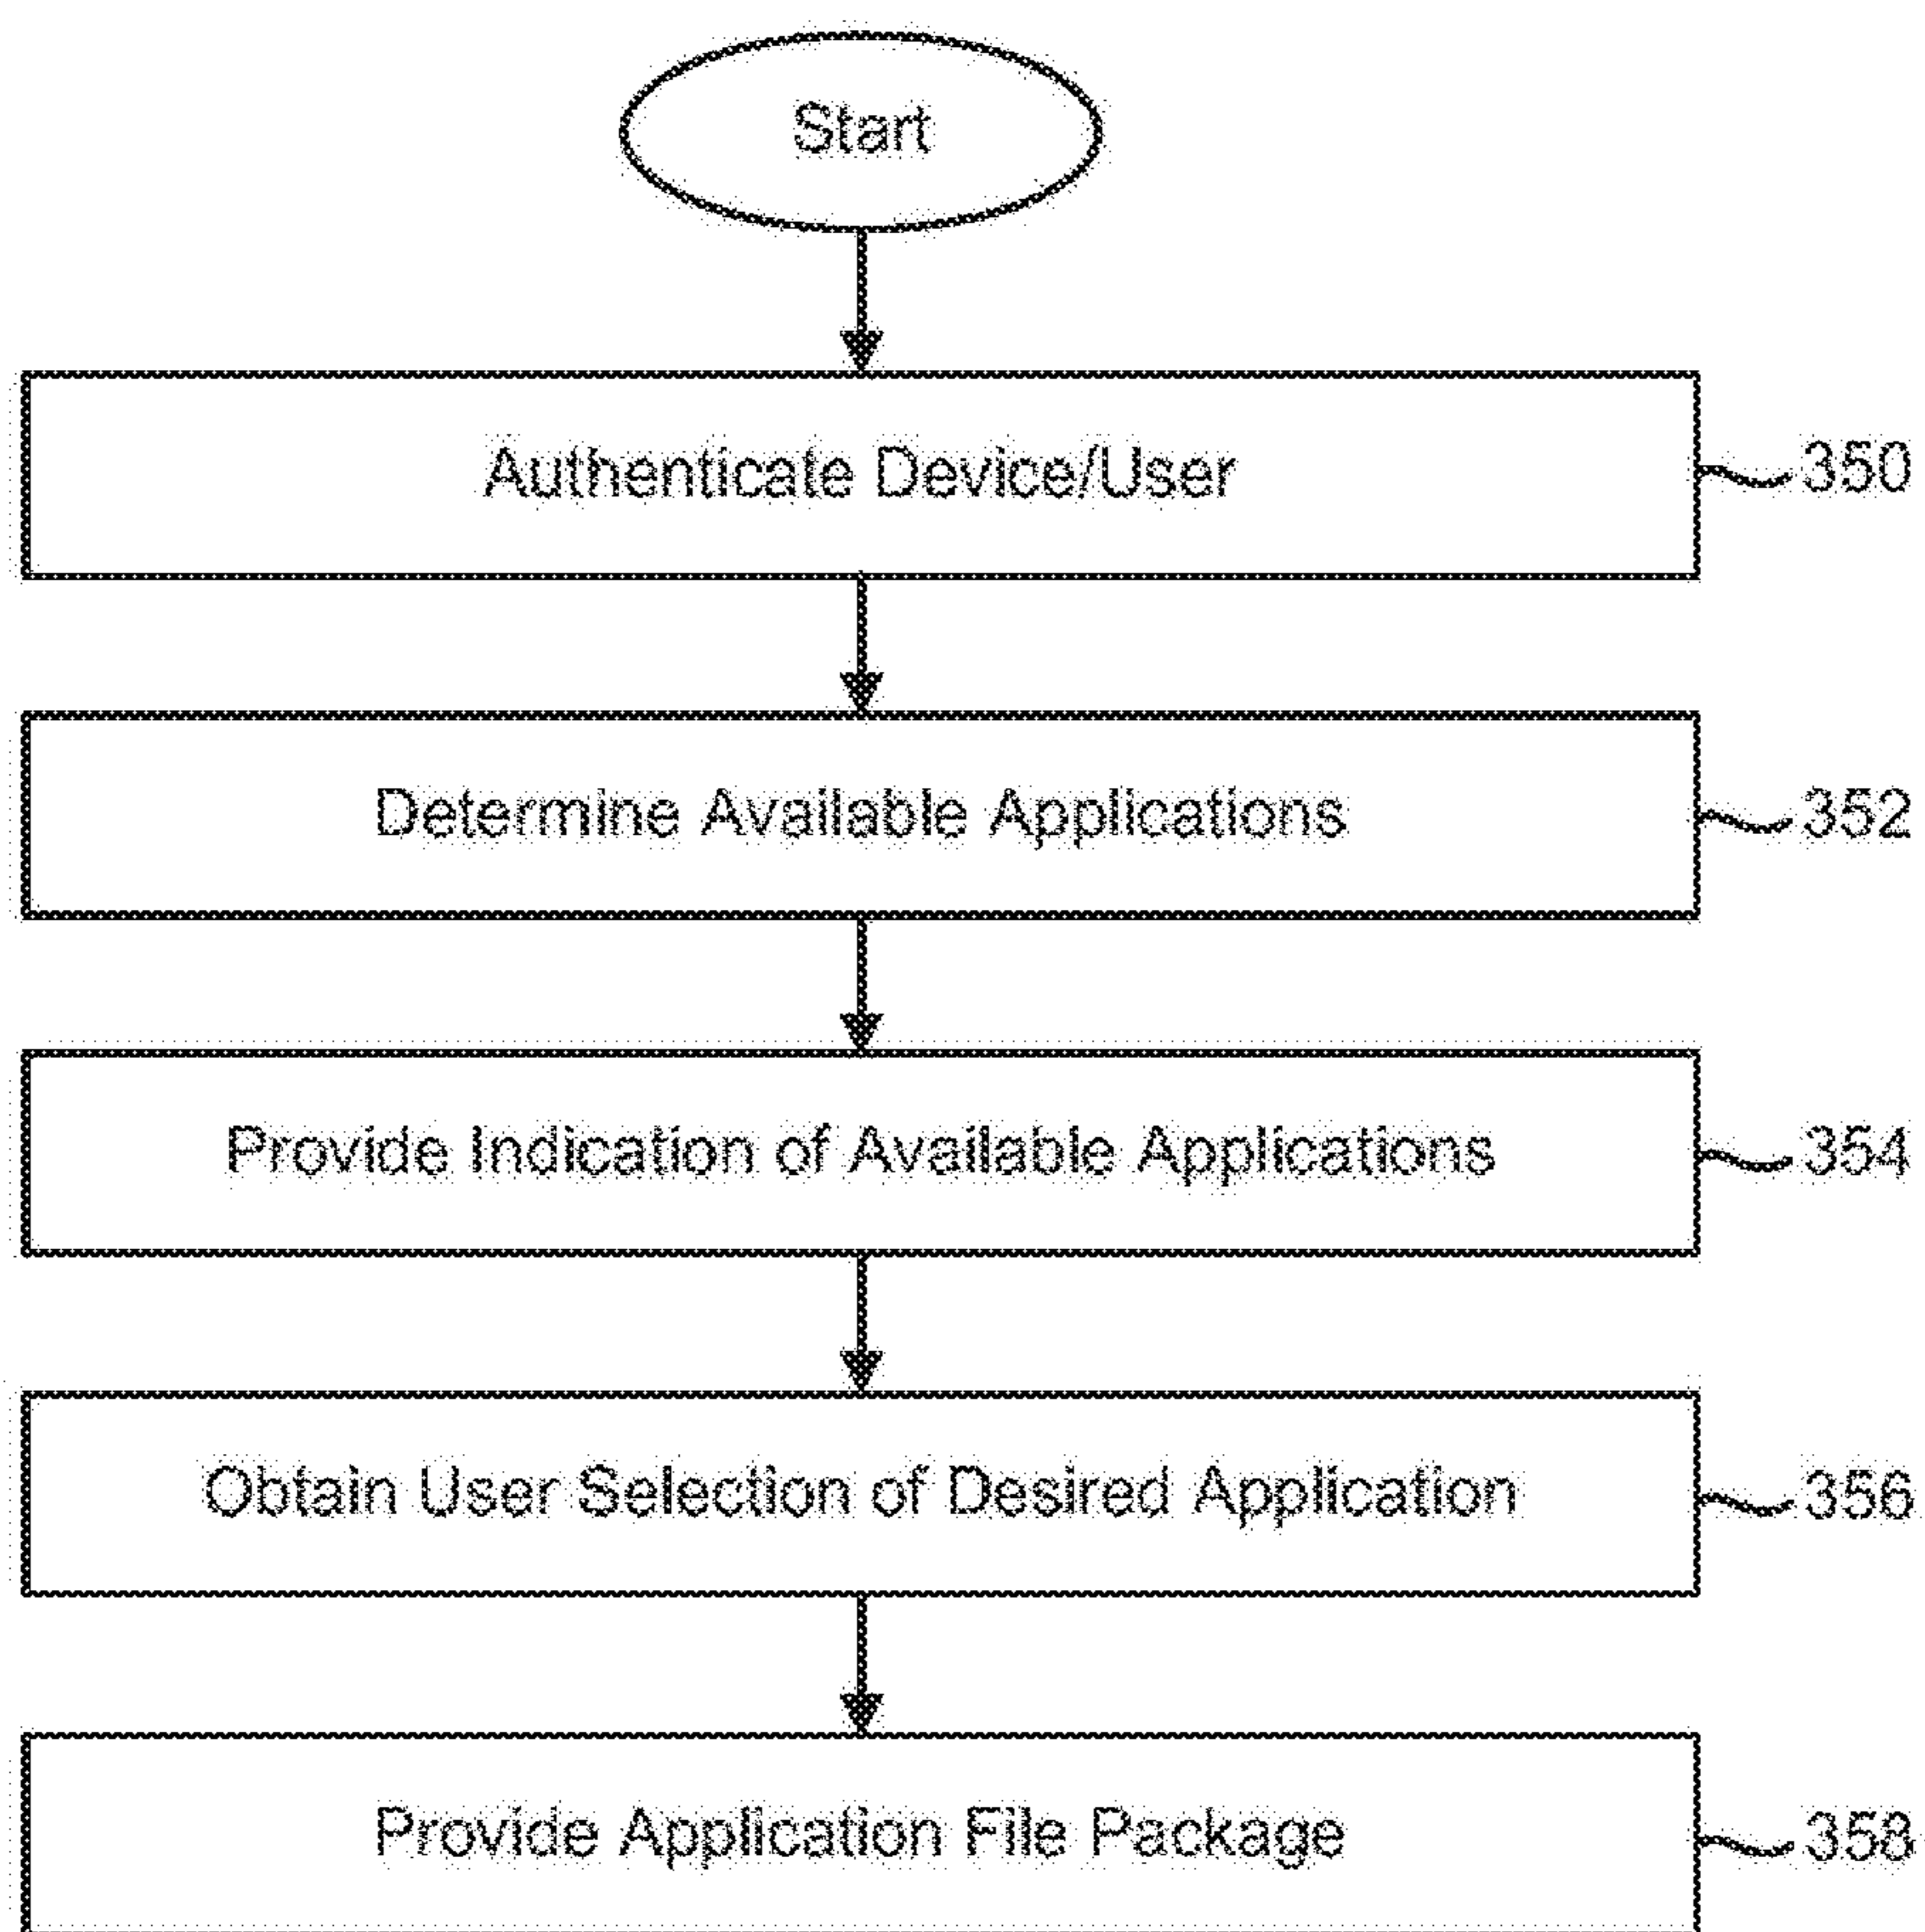 Start
Authenticate Device/User
350
Determine Available Applications
352
Provide Indication of Available Applications
354
Obtain User Selection of Desired Application
356
Provide Application File Package
358